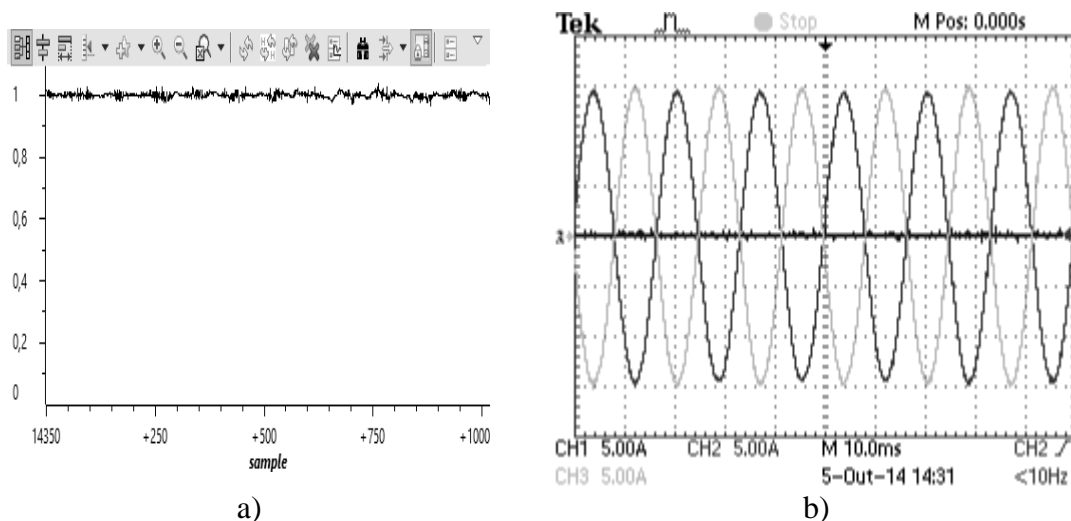 1
0,8
0,6
0,4
0,2
0
14350 +250 +500 +750 +1000
sample
a)
Tek Stop M Pos: 0.000s
CH1 5.00A CH2 5.00A M 10.0ms CH2
CH3 5.00A 5-Out-14 14:31 <10Hz
b)